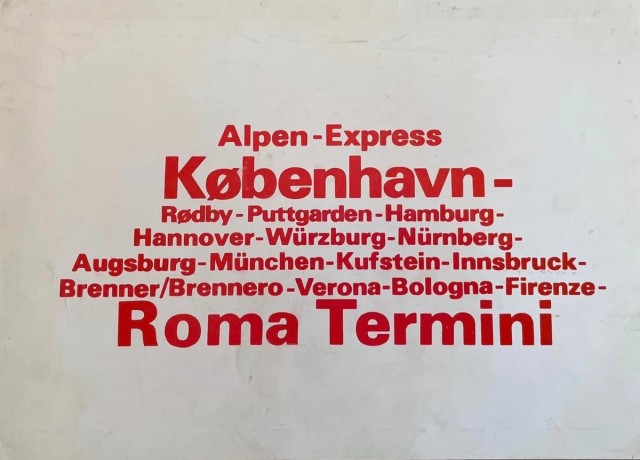 Alpen-Express
København-
Rødby-Puttgarden-Hamburg-
Hannover-Würzburg-Nürnberg-
Augsburg-München-Kufstein-Innsbruck-
Brenner/Brennero-Verona-Bologna-Firenze-
Roma Termini